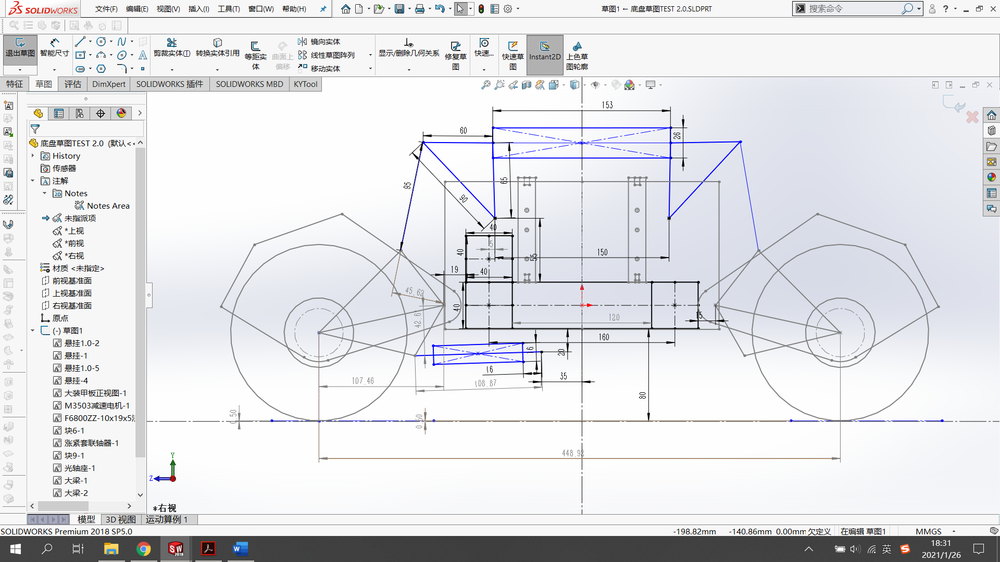 SOLIDWORKS
文件(F) 编辑(E) 视图(V) 插入(I) 工具(T) 窗口(W) 帮助(H)
草图1 ← 底盘草图TEST 2.0.SLDPRT
搜索命令
退出草图
智能尺寸
剪裁实体(T)
转换实体引用
等距实体
曲面上偏移
镜向实体
线性草图阵列
移动实体
显示/删除几何关系
修复草图
快速...
快速草图
Instant2D
上色草图轮廓
特征 草图 评估 DimXpert SOLIDWORKS 插件 SOLIDWORKS MBD KYTool
底盘草图TEST 2.0 (默认<<
History
传感器
注解
Notes
Notes Area
未指派项
*上视
*前视
*右视
材质 <未指定>
前视基准面
上视基准面
右视基准面
原点
(-) 草图1
悬挂1.0-2
悬挂-1
悬挂1.0-5
悬挂-4
大装甲板正视图-1
M3503减速电机-1
F6800ZZ-10x19x5
块6-1
涨紧套联轴器-1
块9-1
光轴座-1
大梁-1
大梁-2
153
60
26
95
90
65
40
5
40
55
150
19
40
45.62
40
42.6
120
15
160
16
20
16
35
107.46
108.87
80
0.50
0.50
448.92
Y
Z
*右视
模型 3D 视图 运动算例 1
SOLIDWORKS Premium 2018 SP5.0
-198.82mm -140.86mm 0.00mm 欠定义 在编辑 草图1 MMGS
英
18:31
2021/1/26